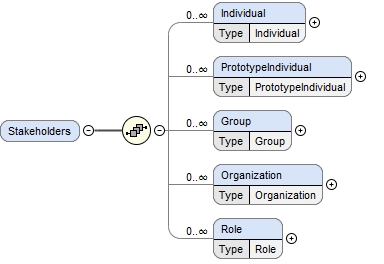 0..∞
Individual
Type Individual
0..∞
PrototypeIndividual
Type PrototypeIndividual
Stakeholders
0..∞
Group
Type Group
0..∞
Organization
Type Organization
0..∞
Role
Type Role